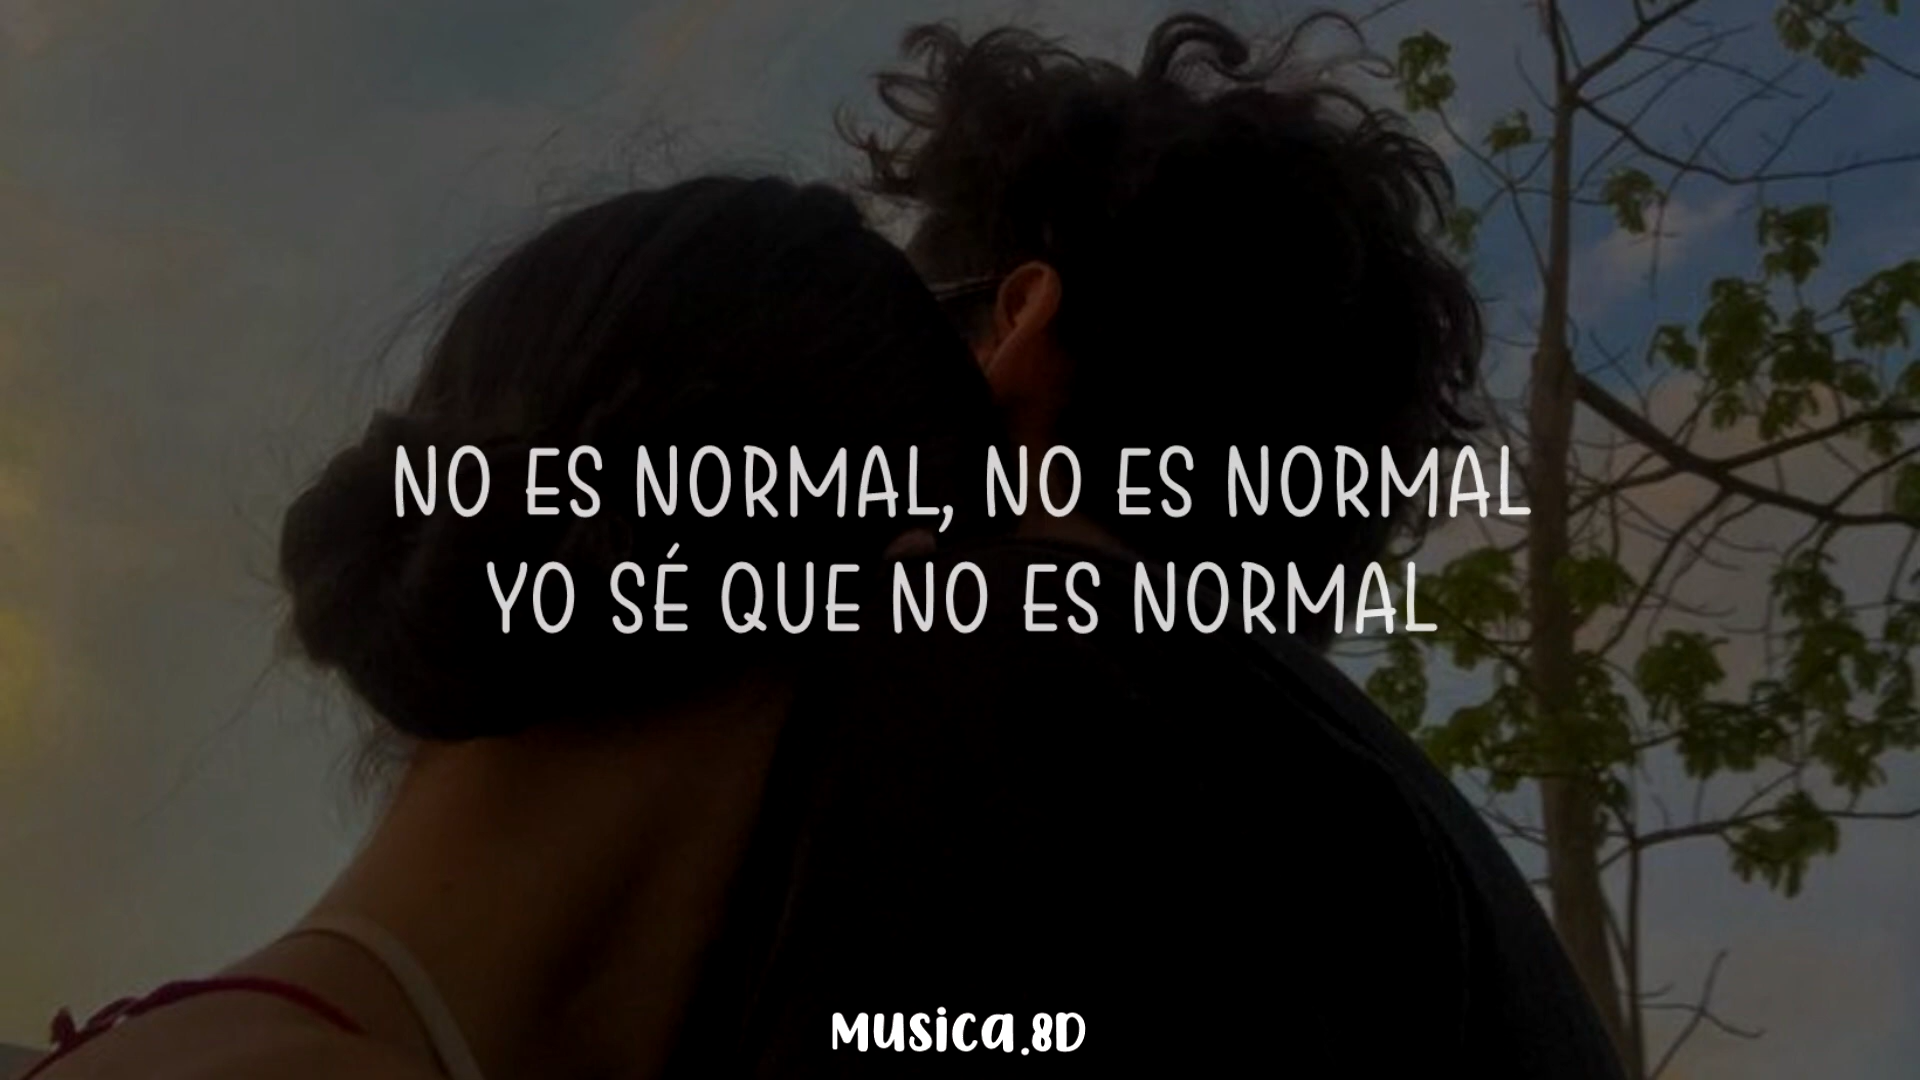 NO ES NORMAL, NO ES NORMAL
YO SÉ QUE NO ES NORMAL
MUSICA.8D